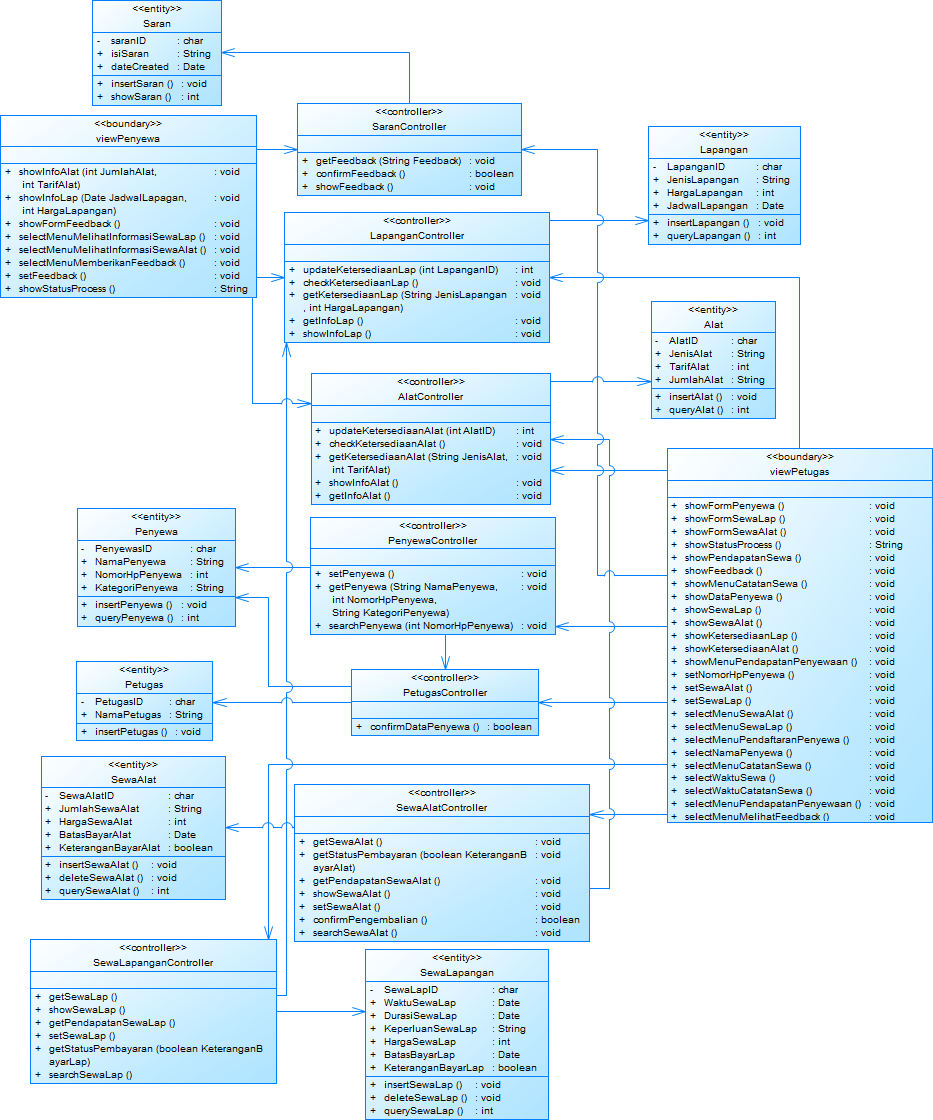 <<entity>>
Saran
- saranID : char
+ isiSaran : String
+ dateCreated : Date
+ insertSaran () : void
+ showSaran () : int
<<boundary>>
viewPenyewa
+ showInfoAlat (int JumlahAlat, : void
int TarifAlat)
+ showInfoLap (Date JadwalLapagan, : void
int HargaLapangan)
+ showFormFeedback () : void
+ selectMenuMelihatInformasiSewaLap () : void
+ selectMenuMelihatInformasiSewaAlat () : void
+ selectMenuMemberikanFeedback () : void
+ setFeedback () : void
+ showStatusProcess () : String
<<controller>>
SaranController
+ getFeedback (String Feedback) : void
+ confirmFeedback () : boolean
+ showFeedback () : void
<<entity>>
Lapangan
- LapanganID : char
+ JenisLapangan : String
+ HargaLapangan : int
+ JadwalLapangan : Date
+ insertLapangan () : void
+ queryLapangan () : int
<<controller>>
LapanganController
+ updateKetersediaanLap (int LapanganID) : int
+ checkKetersediaanLap () : void
+ getKetersediaanLap (String JenisLapangan : void
, int HargaLapangan)
+ getInfoLap () : void
+ showInfoLap () : void
<<entity>>
Alat
- AlatID : char
+ JenisAlat : String
+ TarifAlat : int
+ JumlahAlat : String
+ insertAlat () : void
+ queryAlat () : int
<<controller>>
AlatController
+ updateKetersediaanAlat (int AlatID) : int
+ checkKetersediaanAlat () : void
+ getKetersediaanAlat (String JenisAlat, : void
int TarifAlat)
+ showInfoAlat () : void
+ getInfoAlat () : void
<<boundary>>
viewPetugas
+ showFormPenyewa () : void
+ showFormSewaLap () : void
+ showFormSewaAlat () : void
+ showStatusProcess () : String
+ showPendapatanSewa () : void
+ showFeedback () : void
+ showMenuCatatanSewa () : void
+ showDataPenyewa () : void
+ showSewaLap () : void
+ showSewaAlat () : void
+ showKetersediaanLap () : void
+ showKetersediaanAlat () : void
+ showMenuPendapatanPenyewaan () : void
+ setNomorHpPenyewa () : void
+ setSewaAlat () : void
+ setSewaLap () : void
+ selectMenuSewaAlat () : void
+ selectMenuSewaLap () : void
+ selectMenuPendaftaranPenyewa () : void
+ selectNamaPenyewa () : void
+ selectMenuCatatanSewa () : void
+ selectWaktuSewa () : void
+ selectWaktuCatatanSewa () : void
+ selectMenuPendapatanPenyewaan () : void
+ selectMenuMelihatFeedback () : void
<<entity>>
Penyewa
- PenyewasID : char
+ NamaPenyewa : String
+ NomorHpPenyewa : int
+ KategoriPenyewa : String
+ insertPenyewa () : void
+ queryPenyewa () : int
<<controller>>
PenyewaController
+ setPenyewa () : void
+ getPenyewa (String NamaPenyewa, : void
int NomorHpPenyewa,
String KategoriPenyewa)
+ searchPenyewa (int NomorHpPenyewa) : void
<<entity>>
Petugas
- PetugasID : char
+ NamaPetugas : String
+ insertPetugas () : void
<<controller>>
PetugasController
+ confirmDataPenyewa () : boolean
<<entity>>
SewaAlat
- SewaAlatID : char
+ JumlahSewaAlat : String
+ HargaSewaAlat : int
+ BatasBayarAlat : Date
+ KeteranganBayarAlat : boolean
+ insertSewaAlat () : void
+ deleteSewaAlat () : void
+ querySewaAlat () : int
<<controller>>
SewaAlatController
+ getSewaAlat () : void
+ getStatusPembayaran (boolean KeteranganB : void
ayarAlat)
+ getPendapatanSewaAlat () : void
+ showSewaAlat () : void
+ setSewaAlat () : void
+ confirmPengembalian () : boolean
+ searchSewaAlat () : void
<<controller>>
SewaLapanganController
+ getSewaLap ()
+ showSewaLap ()
+ getPendapatanSewaLap ()
+ setSewaLap ()
+ getStatusPembayaran (boolean KeteranganB
ayarLap)
+ searchSewaLap ()
<<entity>>
SewaLapangan
- SewaLapID : char
+ WaktuSewaLap : Date
+ DurasiSewaLap : Date
+ KeperluanSewaLap : String
+ HargaSewaLap : int
+ BatasBayarLap : Date
+ KeteranganBayarLap : boolean
+ insertSewaLap () : void
+ deleteSewaLap () : void
+ querySewaLap () : int